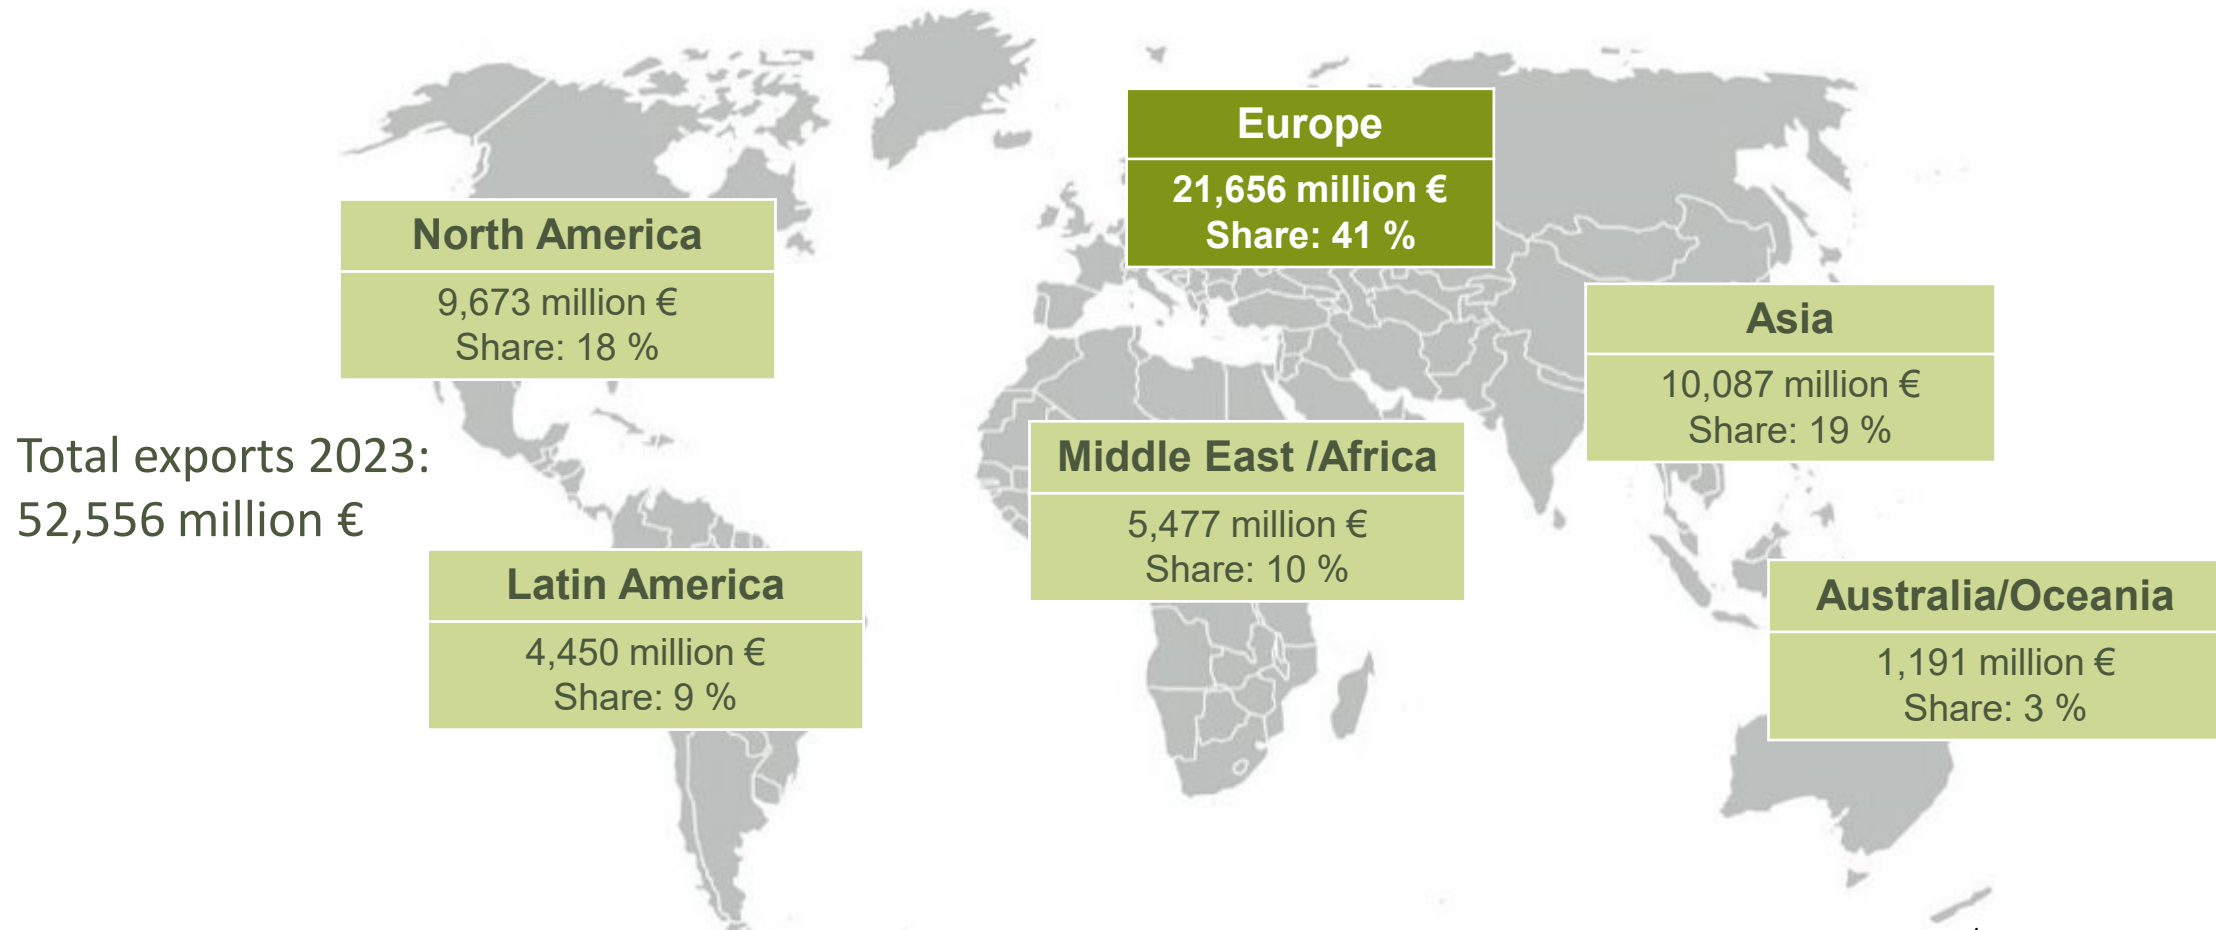 Europe
21,656 million €
Share: 41 %
North America
9,673 million €
Share: 18 %
Asia
10,087 million €
Share: 19 %
Total exports 2023:
52,556 million €
Middle East /Africa
5,477 million €
Share: 10 %
Latin America
4,450 million €
Share: 9 %
Australia/Oceania
1,191 million €
Share: 3 %